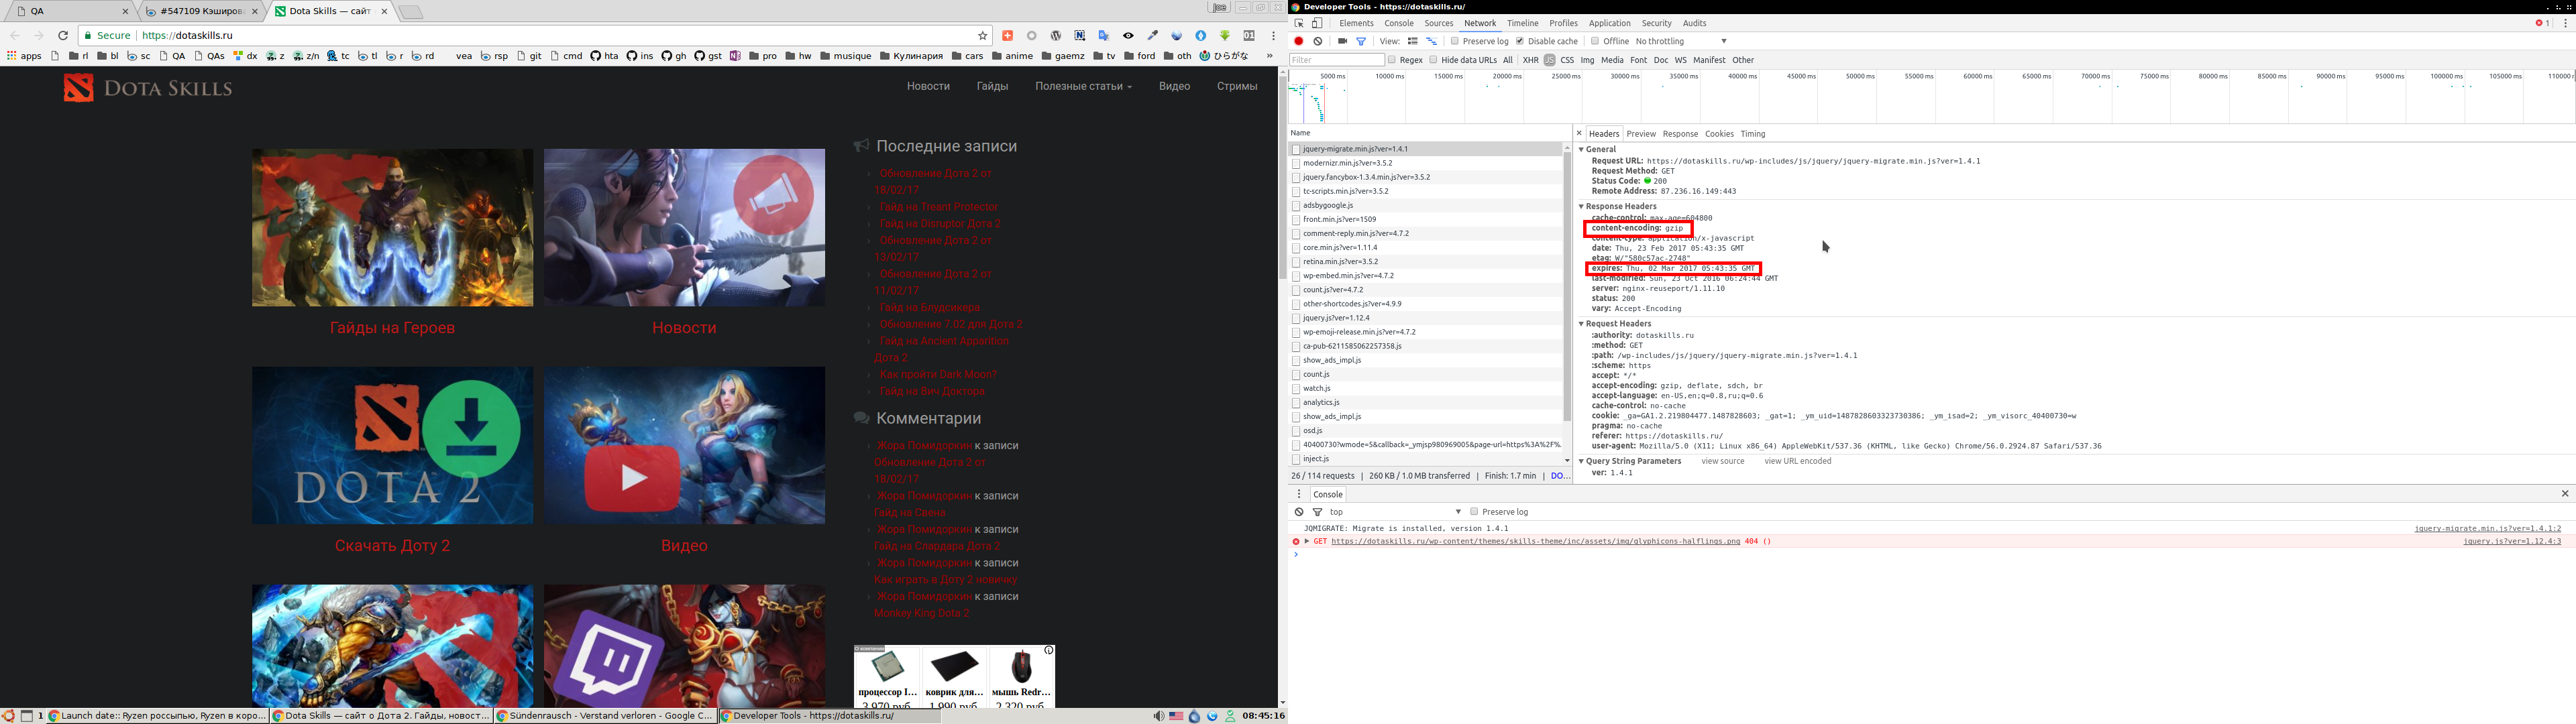 QA
#547109 Кэширова
Dota Skills — сайт о
Joe
Secure https://dotaskills.ru
apps rl bl sc QA QAs dx z z/n tc tl r rd vea rsp git cmd hta ins gh gst pro hw musique Кулинария cars anime gaemz tv ford oth ひらがな »
DOTA SKILLS
Новости Гайды Полезные статьи Видео Стримы
Гайды на Героев
Новости
DOTA 2
Скачать Доту 2
Видео
Последние записи
Обновление Дота 2 от
18/02/17
Гайд на Treant Protector
Гайд на Disruptor Дота 2
Обновление Дота 2 от
13/02/17
Обновление Дота 2 от
11/02/17
Гайд на Блудсикера
Обновление 7.02 для Дота 2
Гайд на Ancient Apparition
Дота 2
Как пройти Dark Moon?
Гайд на Вич Доктора
Комментарии
Жора Помидоркин к записи
Обновление Дота 2 от
18/02/17
Жора Помидоркин к записи
Гайд на Свена
Жора Помидоркин к записи
Гайд на Слардара Дота 2
Жора Помидоркин к записи
Как играть в Доту 2 новичку
Жора Помидоркин к записи
Monkey King Dota 2
процессор I... коврик для... мышь Redr...
3 970 руб. 1 990 руб. 2 320 руб.
1 Launch date:: Ryzen россыпью, Ryzen в коро... Dota Skills — сайт о Дота 2. Гайды, новост... Sündenrausch - Verstand verloren - Google C... Developer Tools - https://dotaskills.ru/ 08:45:16
Developer Tools - https://dotaskills.ru/
Elements Console Sources Network Timeline Profiles Application Security Audits 1
View: Preserve log Disable cache Offline No throttling
Filter Regex Hide data URLs All XHR JS CSS Img Media Font Doc WS Manifest Other
5000 ms 10000 ms 15000 ms 20000 ms 25000 ms 30000 ms 35000 ms 40000 ms 45000 ms 50000 ms 55000 ms 60000 ms 65000 ms 70000 ms 75000 ms 80000 ms 85000 ms 90000 ms 95000 ms 100000 ms 105000 ms 110000
Name
jquery-migrate.min.js?ver=1.4.1
modernizr.min.js?ver=3.5.2
jquery.fancybox-1.3.4.min.js?ver=3.5.2
tc-scripts.min.js?ver=3.5.2
adsbygoogle.js
front.min.js?ver=1509
comment-reply.min.js?ver=4.7.2
core.min.js?ver=1.11.4
retina.min.js?ver=3.5.2
wp-embed.min.js?ver=4.7.2
count.js?ver=4.7.2
other-shortcodes.js?ver=4.9.9
jquery.js?ver=1.12.4
wp-emoji-release.min.js?ver=4.7.2
ca-pub-6211585062257358.js
show_ads_impl.js
count.js
watch.js
analytics.js
show_ads_impl.js
osd.js
40400730?wmode=5&callback=_ymjsp980969005&page-url=https%3A%2F%.
inject.js
26 / 114 requests | 260 KB / 1.0 MB transferred | Finish: 1.7 min | DO...
Headers Preview Response Cookies Timing
General
Request URL: https://dotaskills.ru/wp-includes/js/jquery/jquery-migrate.min.js?ver=1.4.1
Request Method: GET
Status Code: 200
Remote Address: 87.236.16.149:443
Response Headers
cache-control: max-age=604800
content-encoding: gzip
content-type: application/x-javascript
date: Thu, 23 Feb 2017 05:43:35 GMT
etag: W/"580c57ac-2748"
expires: Thu, 02 Mar 2017 05:43:35 GMT
last-modified: Sun, 23 Oct 2016 06:24:44 GMT
server: nginx-reuseport/1.11.10
status: 200
vary: Accept-Encoding
Request Headers
:authority: dotaskills.ru
:method: GET
:path: /wp-includes/js/jquery/jquery-migrate.min.js?ver=1.4.1
:scheme: https
accept: */*
accept-encoding: gzip, deflate, sdch, br
accept-language: en-US,en;q=0.8,ru;q=0.6
cache-control: no-cache
cookie: _ga=GA1.2.219804477.1487828603; _gat=1; _ym_uid=1487828603323730386; _ym_isad=2; _ym_visorc_40400730=w
pragma: no-cache
referer: https://dotaskills.ru/
user-agent: Mozilla/5.0 (X11; Linux x86_64) AppleWebKit/537.36 (KHTML, like Gecko) Chrome/56.0.2924.87 Safari/537.36
Query String Parameters view source view URL encoded
ver: 1.4.1
Console
top Preserve log
JQMIGRATE: Migrate is installed, version 1.4.1 jquery-migrate.min.js?ver=1.4.1:2
GET https://dotaskills.ru/wp-content/themes/skills-theme/inc/assets/img/glyphicons-halflings.png 404 () jquery.js?ver=1.12.4:3